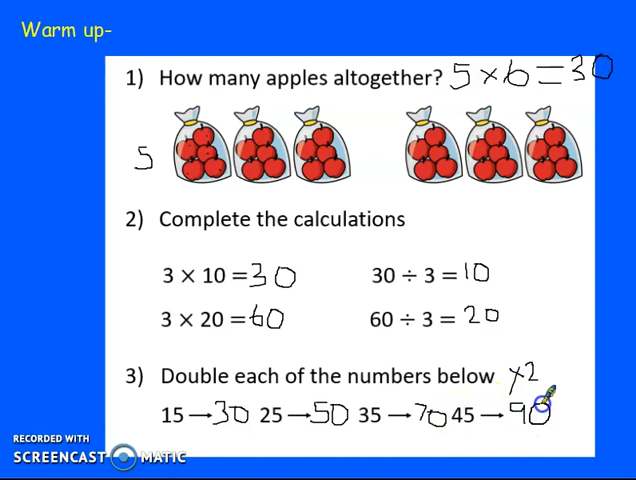 Warm up-
1) How many apples altogether? 5 × 6 = 30
5
2) Complete the calculations
3 × 10 = 30 30 ÷ 3 = 10
3 × 20 = 60 60 ÷ 3 = 20
3) Double each of the numbers below ×2
15 → 30 25 → 50 35 → 70 45 → 90
RECORDED WITH
SCREENCAST MATIC